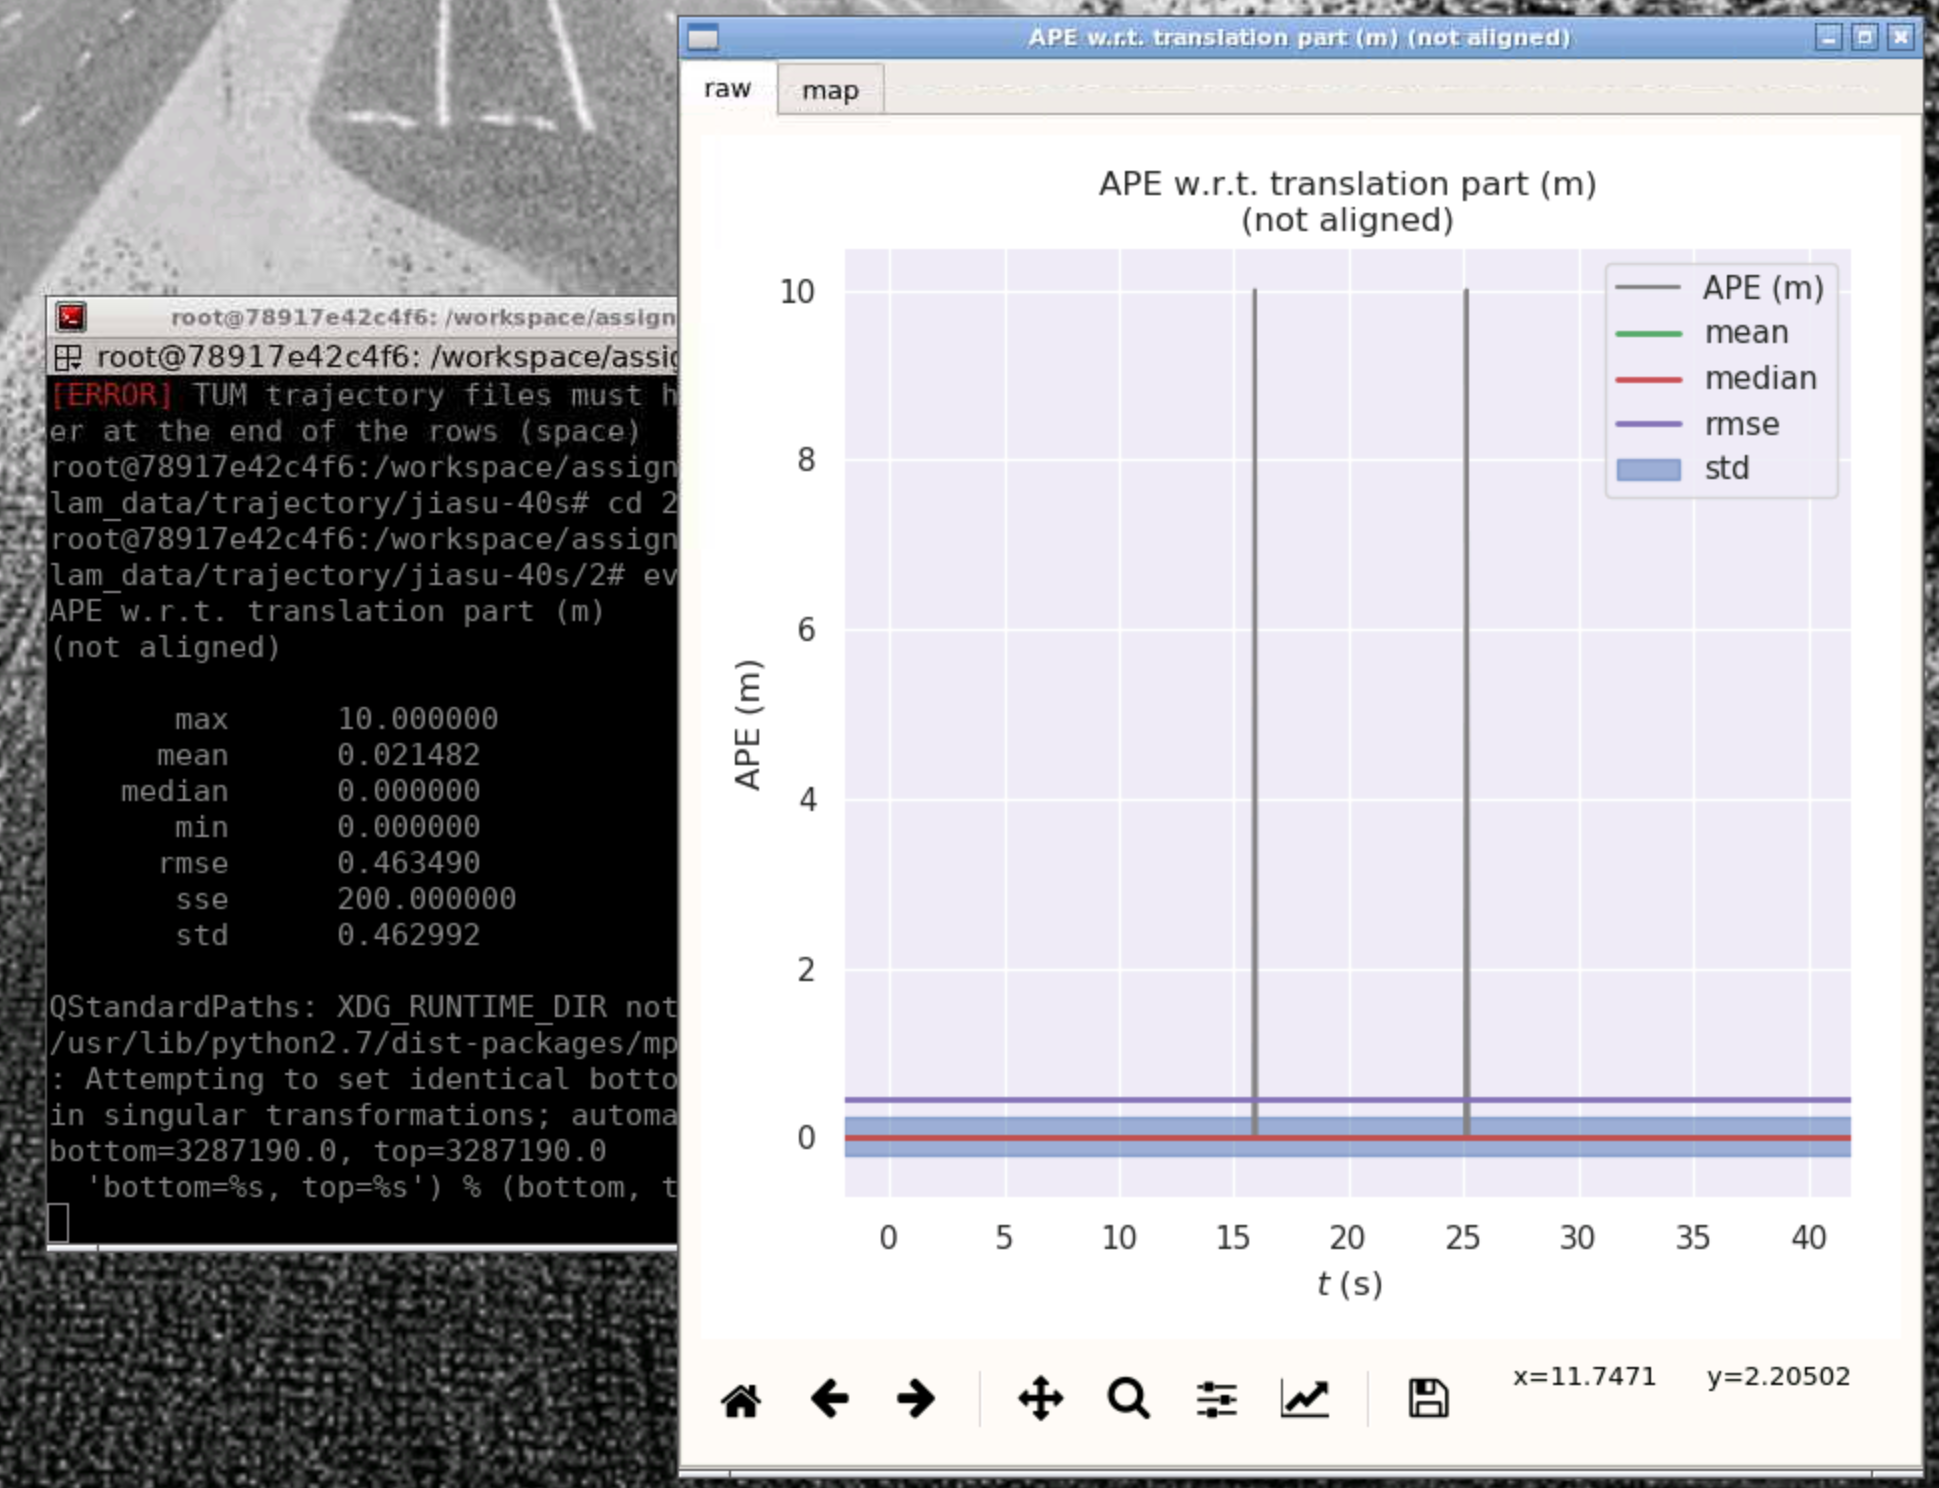 root@78917e42c4f6: /workspace/assign
root@78917e42c4f6: /workspace/assig
[ERROR] TUM trajectory files must h
er at the end of the rows (space)
root@78917e42c4f6:/workspace/assign
lam_data/trajectory/jiasu-40s# cd 2
root@78917e42c4f6:/workspace/assign
lam_data/trajectory/jiasu-40s/2# ev
APE w.r.t. translation part (m)
(not aligned)
max 10.000000
mean 0.021482
median 0.000000
min 0.000000
rmse 0.463490
sse 200.000000
std 0.462992
QStandardPaths: XDG_RUNTIME_DIR not
/usr/lib/python2.7/dist-packages/mp
: Attempting to set identical botto
in singular transformations; automa
bottom=3287190.0, top=3287190.0
'bottom=%s, top=%s') % (bottom, t
APE w.r.t. translation part (m) (not aligned)
raw map
APE w.r.t. translation part (m)
(not aligned)
APE (m)
mean
median
rmse
std
10
8
6
4
2
0
APE (m)
0 5 10 15 20 25 30 35 40
t (s)
x=11.7471 y=2.20502